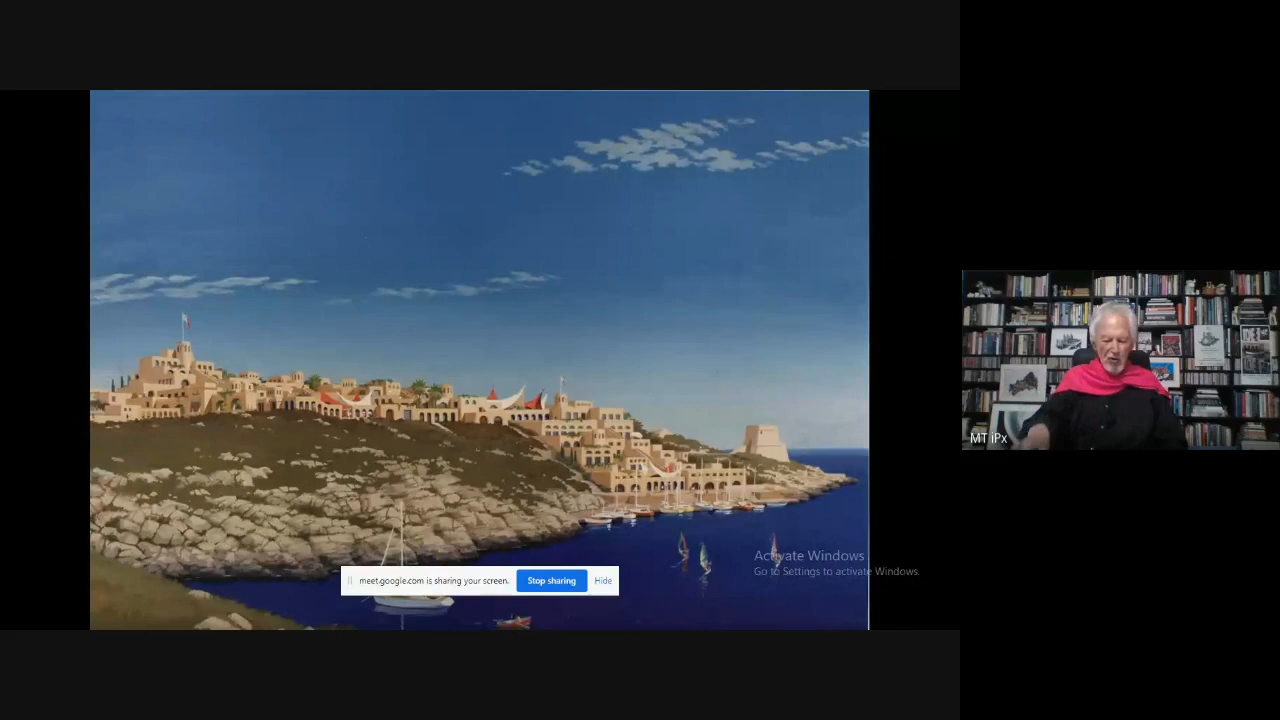 MT iPx
Activate Windows
Go to Settings to activate Windows.
meet.google.com is sharing your screen.
Stop sharing
Hide